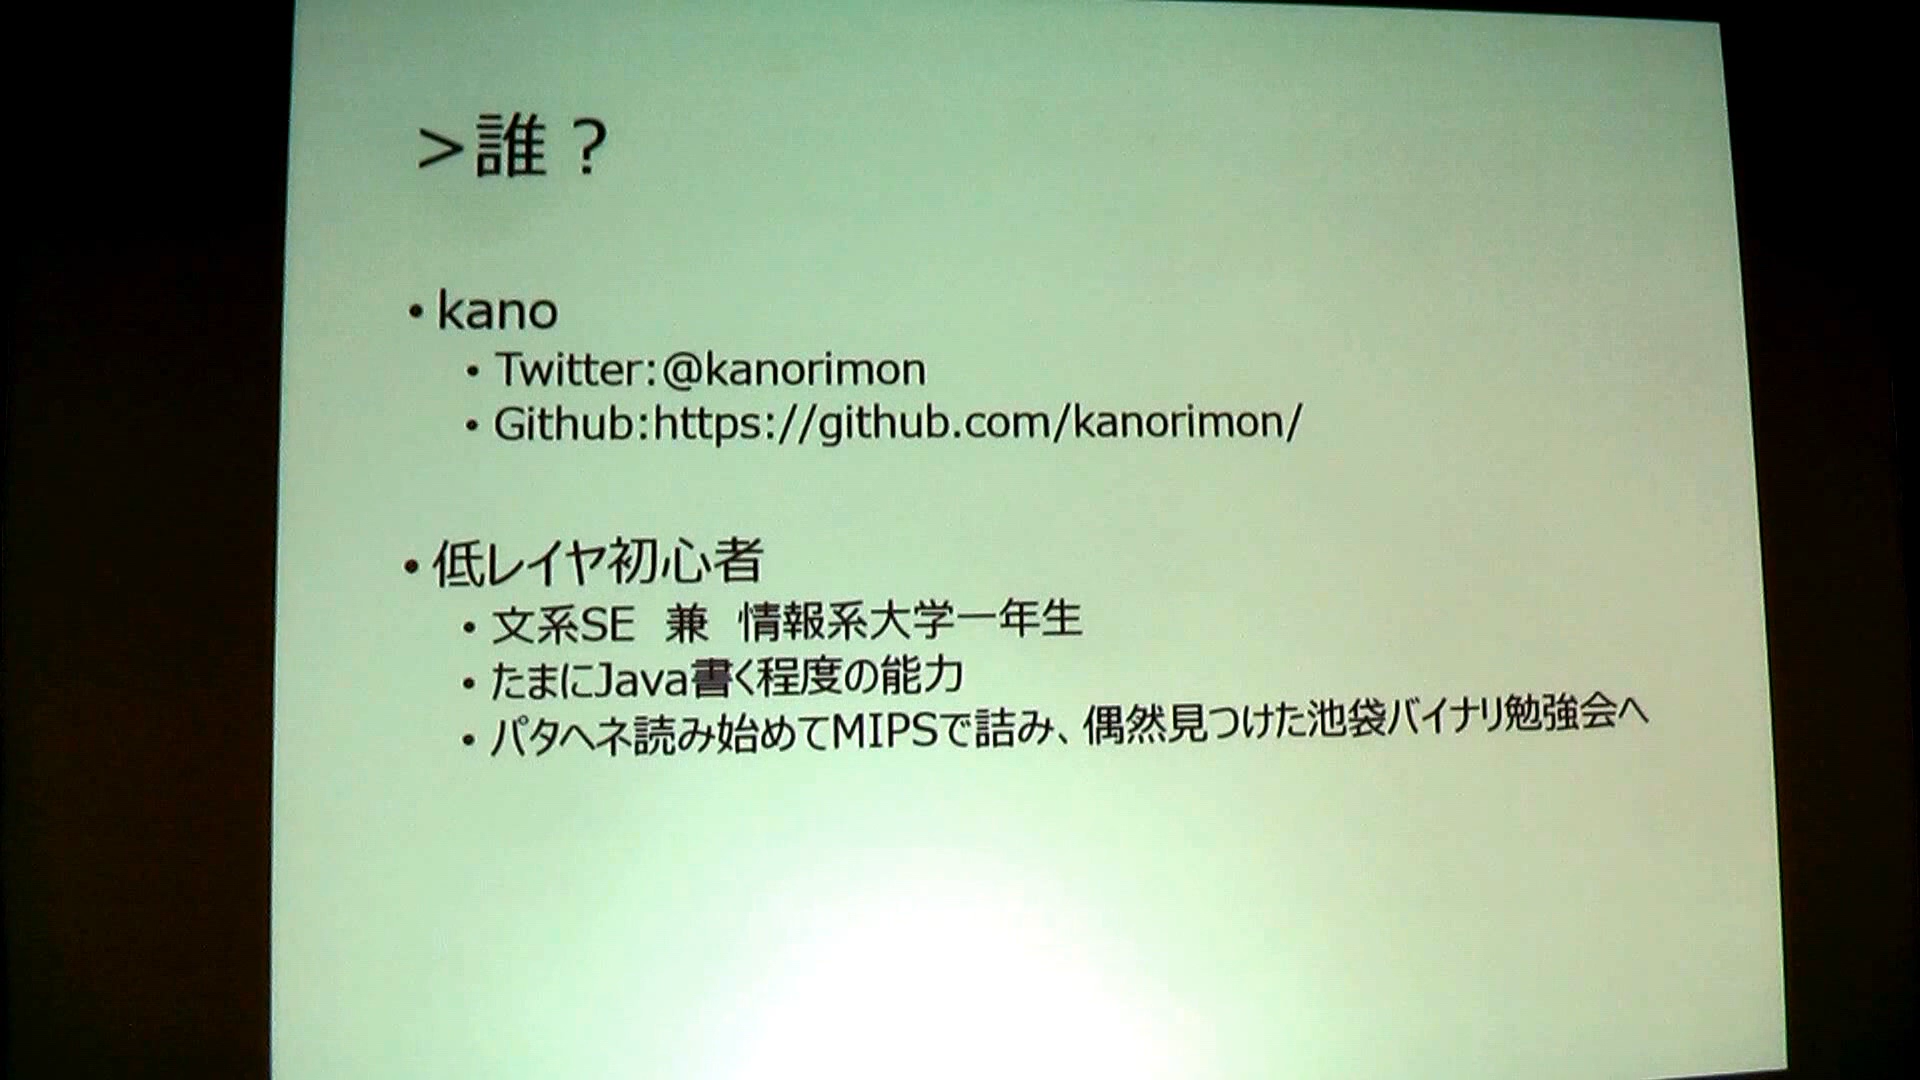 >誰？
・kano
・Twitter:@kanorimon
・Github:https://github.com/kanorimon/
・低レイヤ初心者
・文系SE　兼　情報系大学一年生
・たまにJava書く程度の能力
・パタヘネ読み始めてMIPSで詰み、偶然見つけた池袋バイナリ勉強会へ